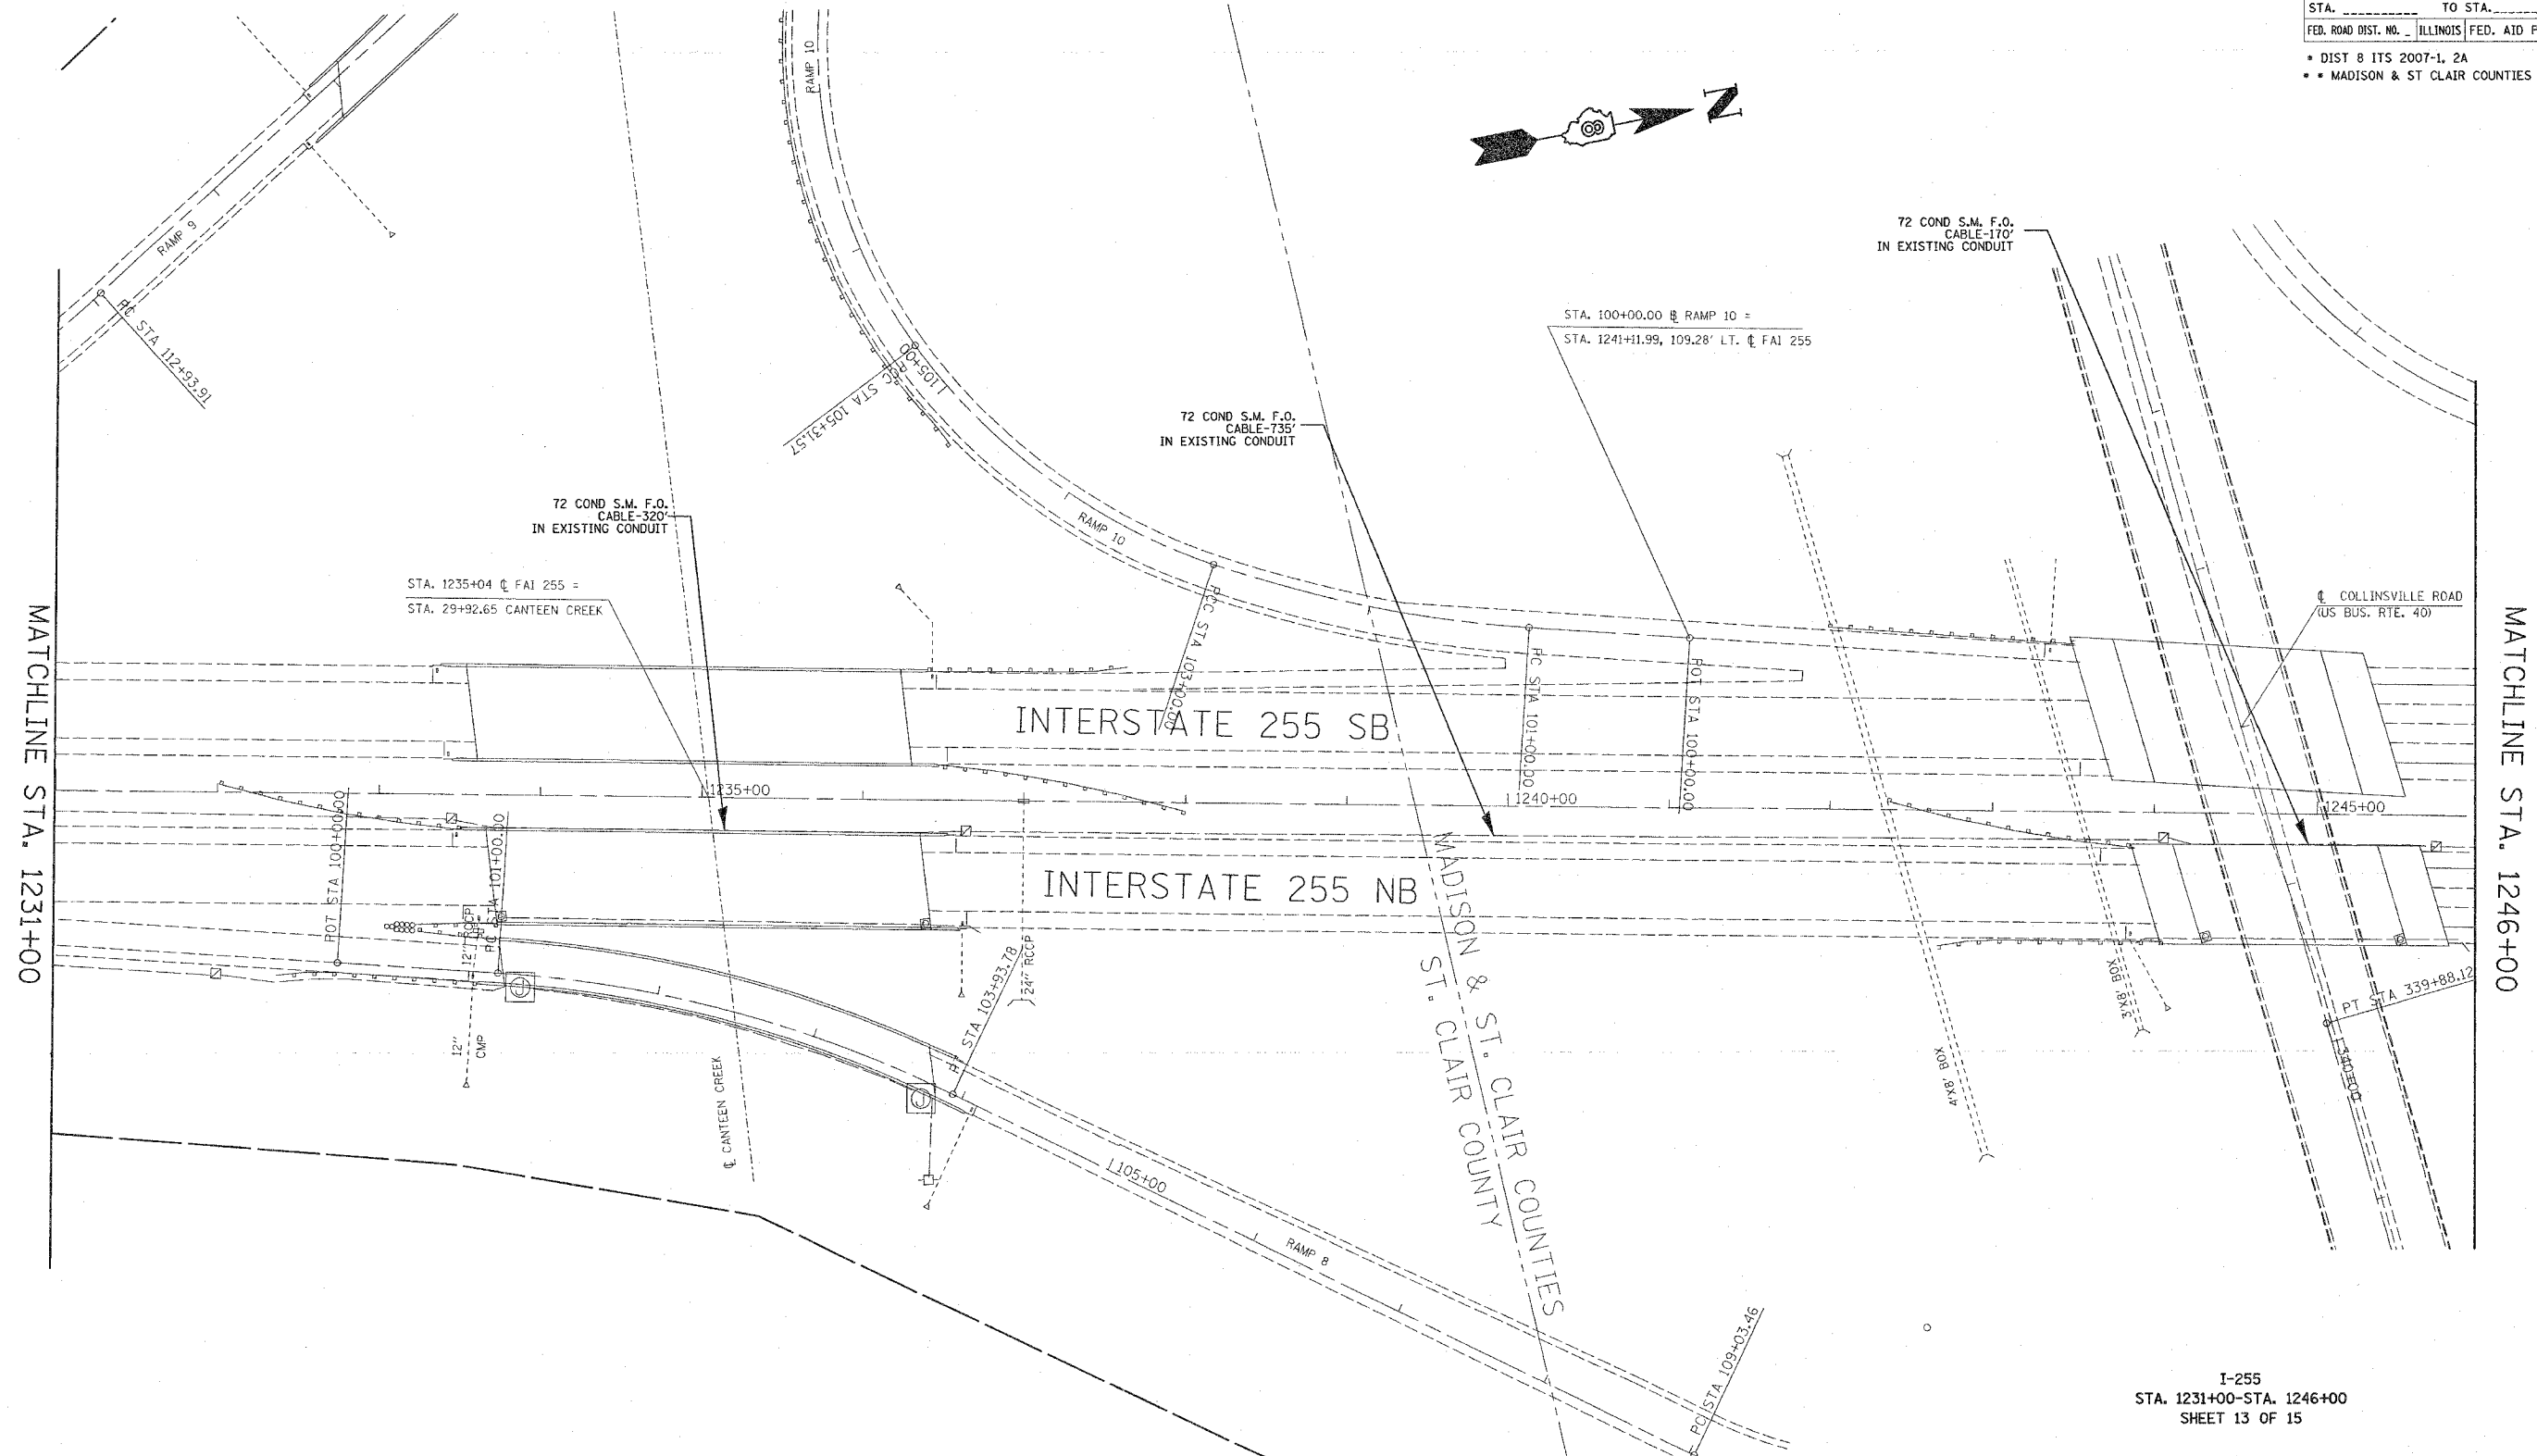 STA. __________ TO STA.
FED. ROAD DIST. NO. _ ILLINOIS FED. AID
* DIST 8 ITS 2007-1, 2A
* * MADISON & ST CLAIR COUNTIES
N
RAMP 10
RAMP 9
PC STA 112+93.91
105+00
PCC STA 105+31.57
72 COND S.M. F.O.
CABLE-170'
IN EXISTING CONDUIT
STA. 100+00.00 ℄ RAMP 10 =
STA. 1241+11.99, 109.28' LT. ℄ FAI 255
72 COND S.M. F.O.
CABLE-735'
IN EXISTING CONDUIT
72 COND S.M. F.O.
CABLE-320'
IN EXISTING CONDUIT
RAMP 10
STA. 1235+04 ℄ FAI 255 =
STA. 29+92.65 CANTEEN CREEK
PCC STA 103+00.00
℄ COLLINSVILLE ROAD
(US BUS. RTE. 40)
MATCHLINE STA. 1231+00
MATCHLINE STA. 1246+00
INTERSTATE 255 SB
PC STA 101+00.00
POT STA 100+00.00
1235+00
1240+00
1245+00
POT STA 100+00.00
PC STA 101+00.00
INTERSTATE 255 NB
12" RCP
12"
CMP
24" RCCP
STA 103+93.78
MADISON & ST. CLAIR COUNTIES
ST. CLAIR COUNTY
4'X8' BOX
3'X8' BOX
PT STA 339+88.12
340+00
℄ CANTEEN CREEK
J
J
105+00
RAMP 8
PC STA 109+03.46
I-255
STA. 1231+00-STA. 1246+00
SHEET 13 OF 15